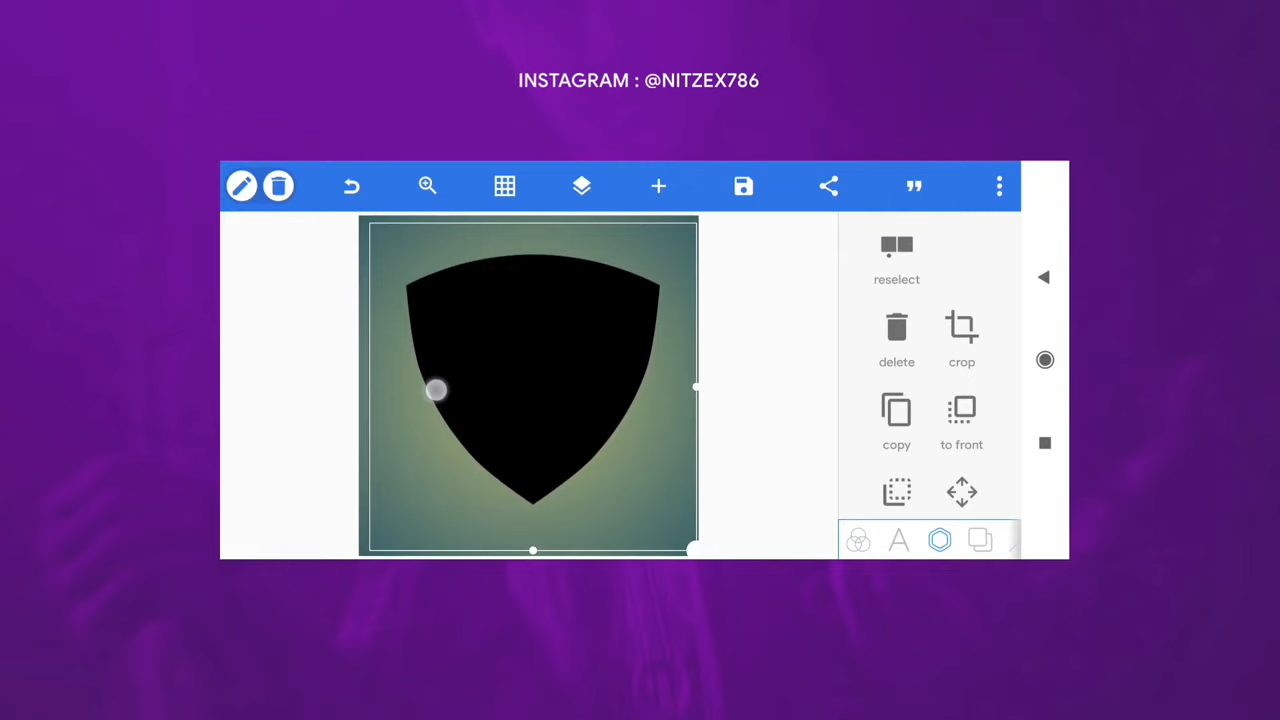 INSTAGRAM : @NITZEX786
reselect
delete
crop
copy
to front
A